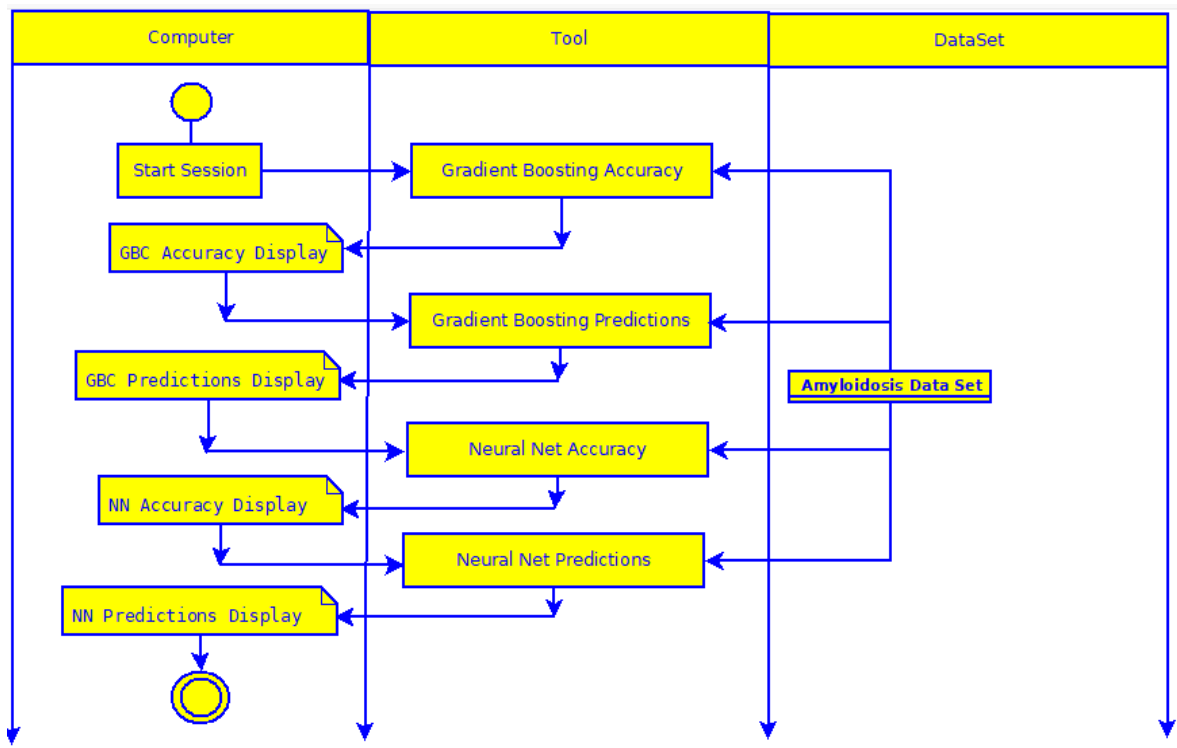 Computer
Tool
DataSet
Start Session
Gradient Boosting Accuracy
GBC Accuracy Display
Gradient Boosting Predictions
GBC Predictions Display
Amyloidosis Data Set
Neural Net Accuracy
NN Accuracy Display
Neural Net Predictions
NN Predictions Display